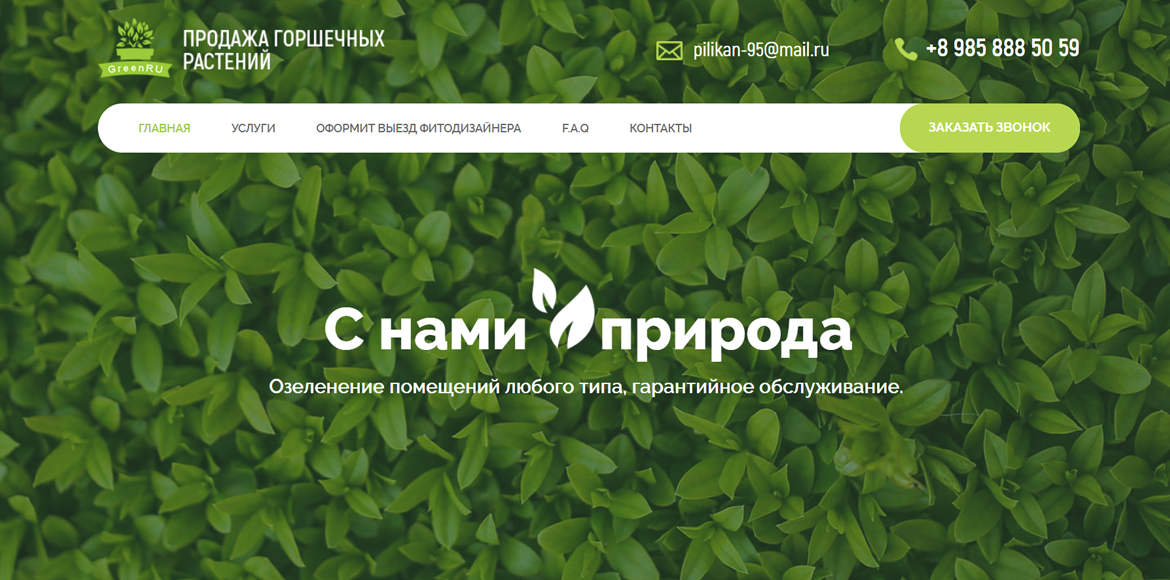 GreenRU
ПРОДАЖА ГОРШЕЧНЫХ
РАСТЕНИЙ
pilikan-95@mail.ru
+8 985 888 50 59
ГЛАВНАЯ УСЛУГИ ОФОРМИТ ВЫЕЗД ФИТОДИЗАЙНЕРА F.A.Q КОНТАКТЫ ЗАКАЗАТЬ ЗВОНОК
С нами природа
Озеленение помещений любого типа, гарантийное обслуживание.